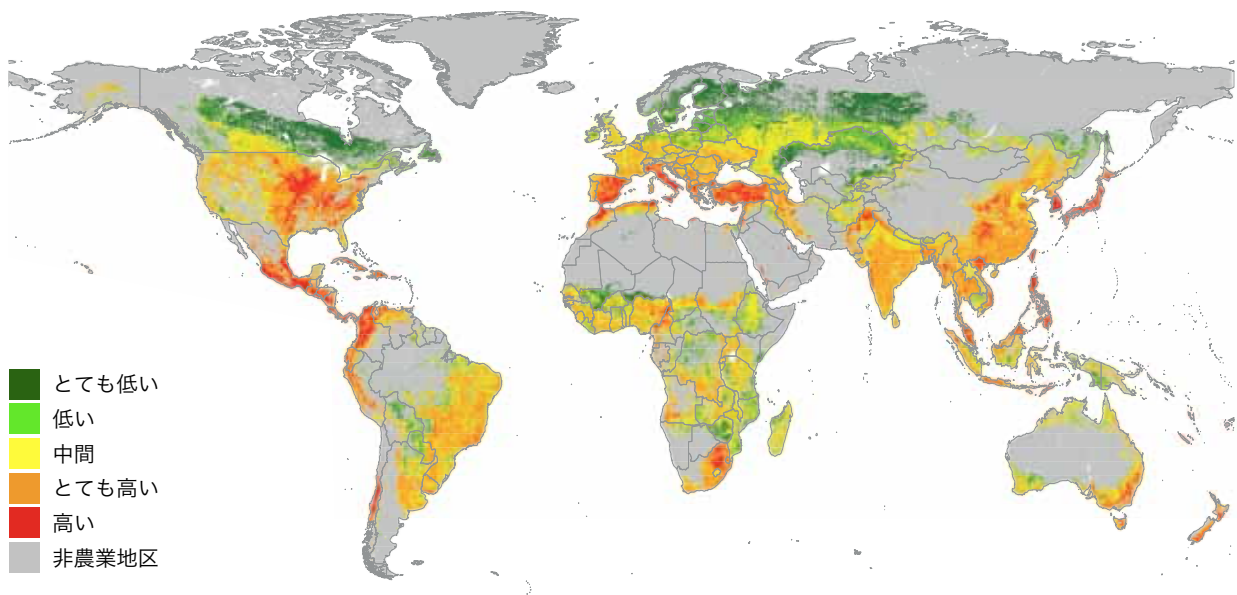 とても低い
低い
中間
とても高い
高い
非農業地区